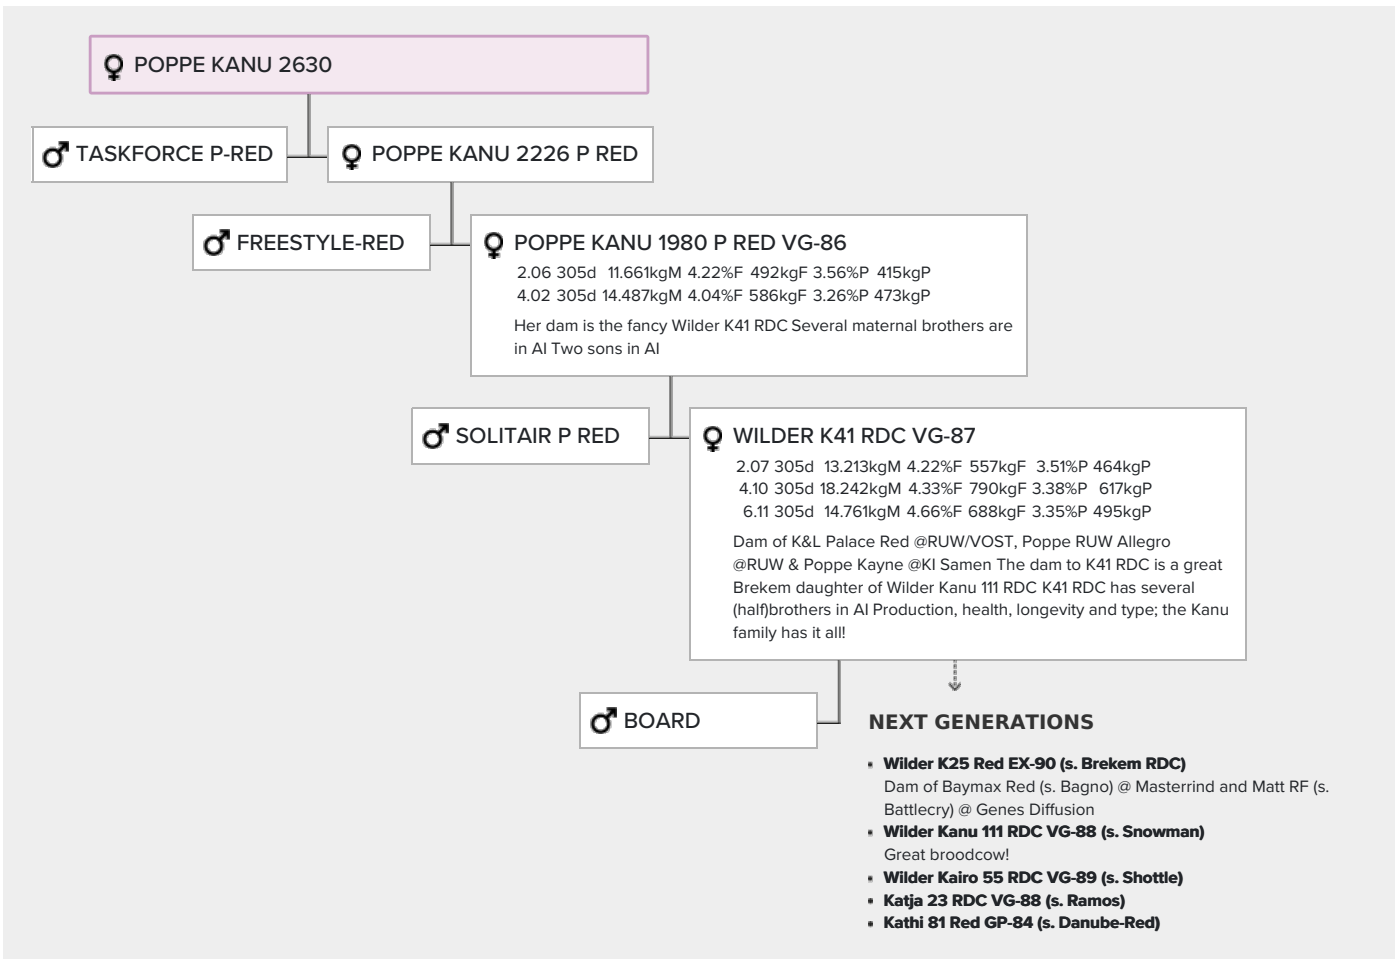 POPPE KANU 2630
TASKFORCE P-RED
POPPE KANU 2226 P RED
FREESTYLE-RED
POPPE KANU 1980 P RED VG-86
2.06 305d 11.661kgM 4.22%F 492kgF 3.56%P 415kgP
4.02 305d 14.487kgM 4.04%F 586kgF 3.26%P 473kgP
Her dam is the fancy Wilder K41 RDC Several maternal brothers are
in AI Two sons in AI
SOLITAIR P RED
WILDER K41 RDC VG-87
2.07 305d 13.213kgM 4.22%F 557kgF 3.51%P 464kgP
4.10 305d 18.242kgM 4.33%F 790kgF 3.38%P 617kgP
6.11 305d 14.761kgM 4.66%F 688kgF 3.35%P 495kgP
Dam of K&L Palace Red @RUW/VOST, Poppe RUW Allegro
@RUW & Poppe Kayne @KI Samen The dam to K41 RDC is a great
Brekem daughter of Wilder Kanu 111 RDC K41 RDC has several
(half)brothers in AI Production, health, longevity and type; the Kanu
family has it all!
BOARD
NEXT GENERATIONS
• Wilder K25 Red EX-90 (s. Brekem RDC)
Dam of Baymax Red (s. Bagno) @ Masterrind and Matt RF (s.
Battlecry) @ Genes Diffusion
• Wilder Kanu 111 RDC VG-88 (s. Snowman)
Great broodcow!
• Wilder Kairo 55 RDC VG-89 (s. Shottle)
• Katja 23 RDC VG-88 (s. Ramos)
• Kathi 81 Red GP-84 (s. Danube-Red)